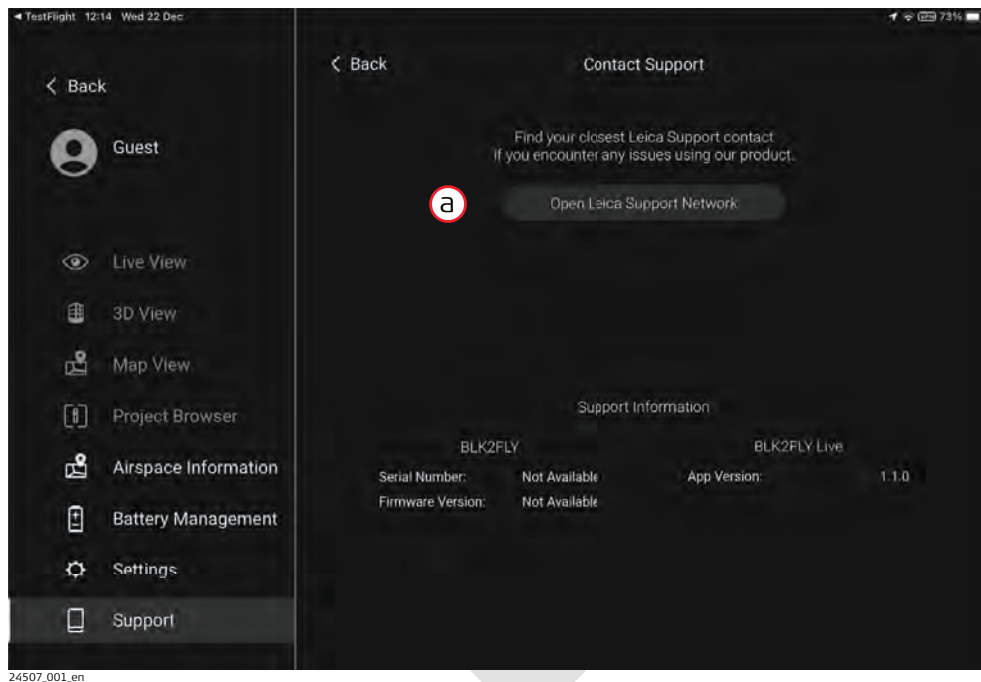 ◄ TestFlight 12:14 Wed 22 Dec
VPN 73%
Back
Guest
Live View
3D View
Map View
Project Browser
Airspace Information
Battery Management
Settings
Support
Back
Contact Support
Find your closest Leica Support contact
if you encounter any issues using our product.
a
Open Leica Support Network
Support Information
BLK2FLY
Serial Number: Not Available
Firmware Version: Not Available
BLK2FLY Live
App Version: 1.1.0
24507_001_en